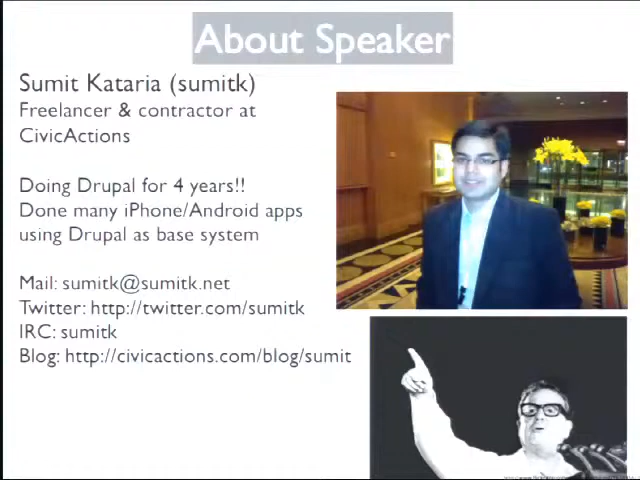 About Speaker
Sumit Kataria (sumitk)
Freelancer & contractor at
CivicActions
Doing Drupal for 4 years!!
Done many iPhone/Android apps
using Drupal as base system
Mail: sumitk@sumitk.net
Twitter: http://twitter.com/sumitk
IRC: sumitk
Blog: http://civicactions.com/blog/sumit